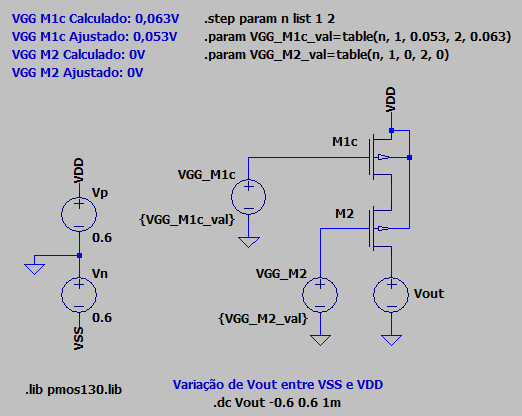 VGG M1c Calculado: 0,063V
VGG M1c Ajustado: 0,053V
VGG M2 Calculado: 0V
VGG M2 Ajustado: 0V
.step param n list 1 2
.param VGG_M1c_val=table(n, 1, 0.053, 2, 0.063)
.param VGG_M2_val=table(n, 1, 0, 2, 0)
VDD
M1c
VGG_M1c
{VGG_M1c_val}
M2
VGG_M2
{VGG_M2_val}
Vout
VDD
Vp
0.6
Vn
0.6
VSS
.lib pmos130.lib
Variação de Vout entre VSS e VDD
.dc Vout -0.6 0.6 1m